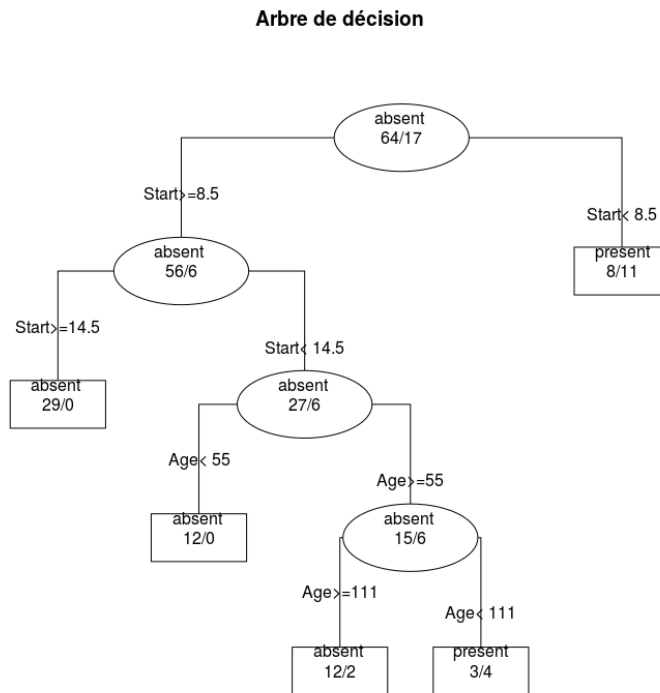 Arbre de décision
absent
64/17
Start>=8.5
Start< 8.5
absent
56/6
present
8/11
Start>=14.5
Start< 14.5
absent
29/0
absent
27/6
Age< 55
Age>=55
absent
12/0
absent
15/6
Age>=111
Age< 111
absent
12/2
present
3/4